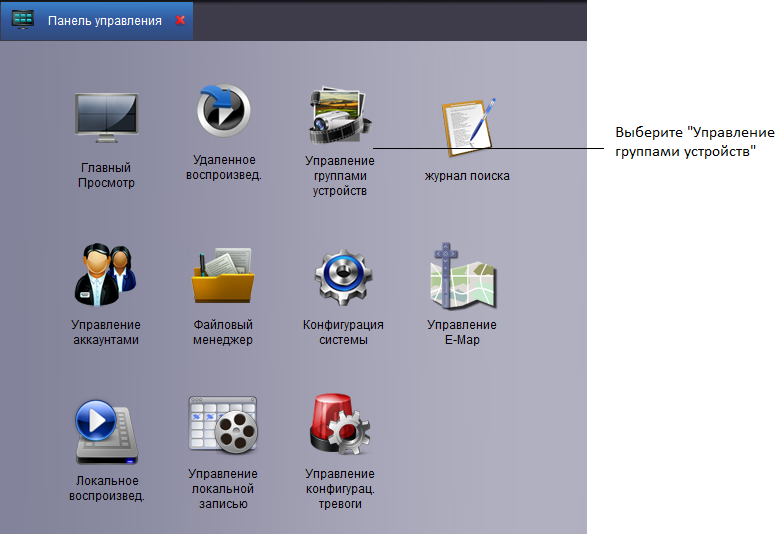 Панель управления
Главный
Просмотр
Удаленное
воспроизвед.
Управление
группами
устройств
журнал поиска
Выберите "Управление
группами устройств"
Управление
аккаунтами
Файловый
менеджер
Конфигурация
системы
Управление
E-Map
Локальное
воспроизвед.
Управление
локальной
записью
Управление
конфигурац.
тревоги